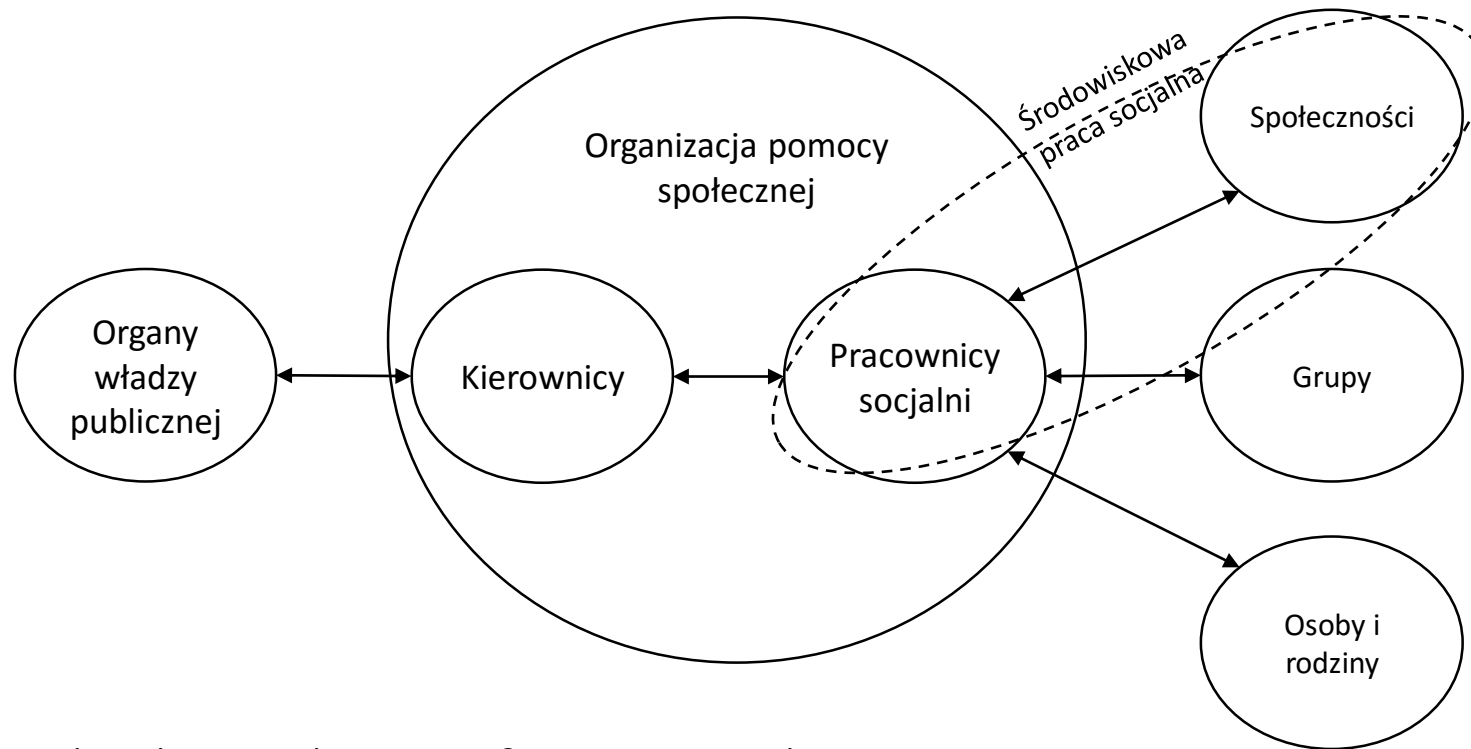 Środowiskowa
praca socjalna
Społeczności
Organizacja pomocy
społecznej
Organy
władzy
publicznej
Kierownicy
Pracownicy
socjalni
Grupy
Osoby i
rodziny